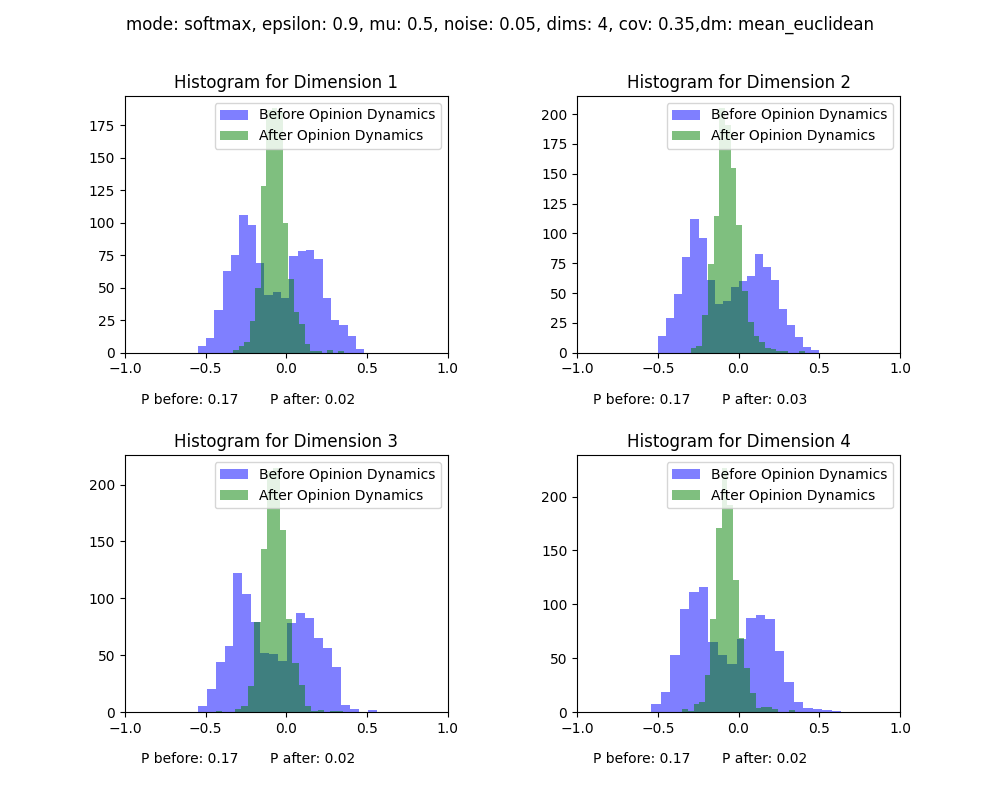 mode: softmax, epsilon: 0.9, mu: 0.5, noise: 0.05, dims: 4, cov: 0.35,dm: mean_euclidean
Histogram for Dimension 1
Before Opinion Dynamics
After Opinion Dynamics
175
150
125
100
75
50
25
0
−1.0 −0.5 0.0 0.5 1.0
P before: 0.17 P after: 0.02
Histogram for Dimension 2
Before Opinion Dynamics
After Opinion Dynamics
200
175
150
125
100
75
50
25
0
−1.0 −0.5 0.0 0.5 1.0
P before: 0.17 P after: 0.03
Histogram for Dimension 3
Before Opinion Dynamics
After Opinion Dynamics
200
150
100
50
0
−1.0 −0.5 0.0 0.5 1.0
P before: 0.17 P after: 0.02
Histogram for Dimension 4
Before Opinion Dynamics
After Opinion Dynamics
200
150
100
50
0
−1.0 −0.5 0.0 0.5 1.0
P before: 0.17 P after: 0.02